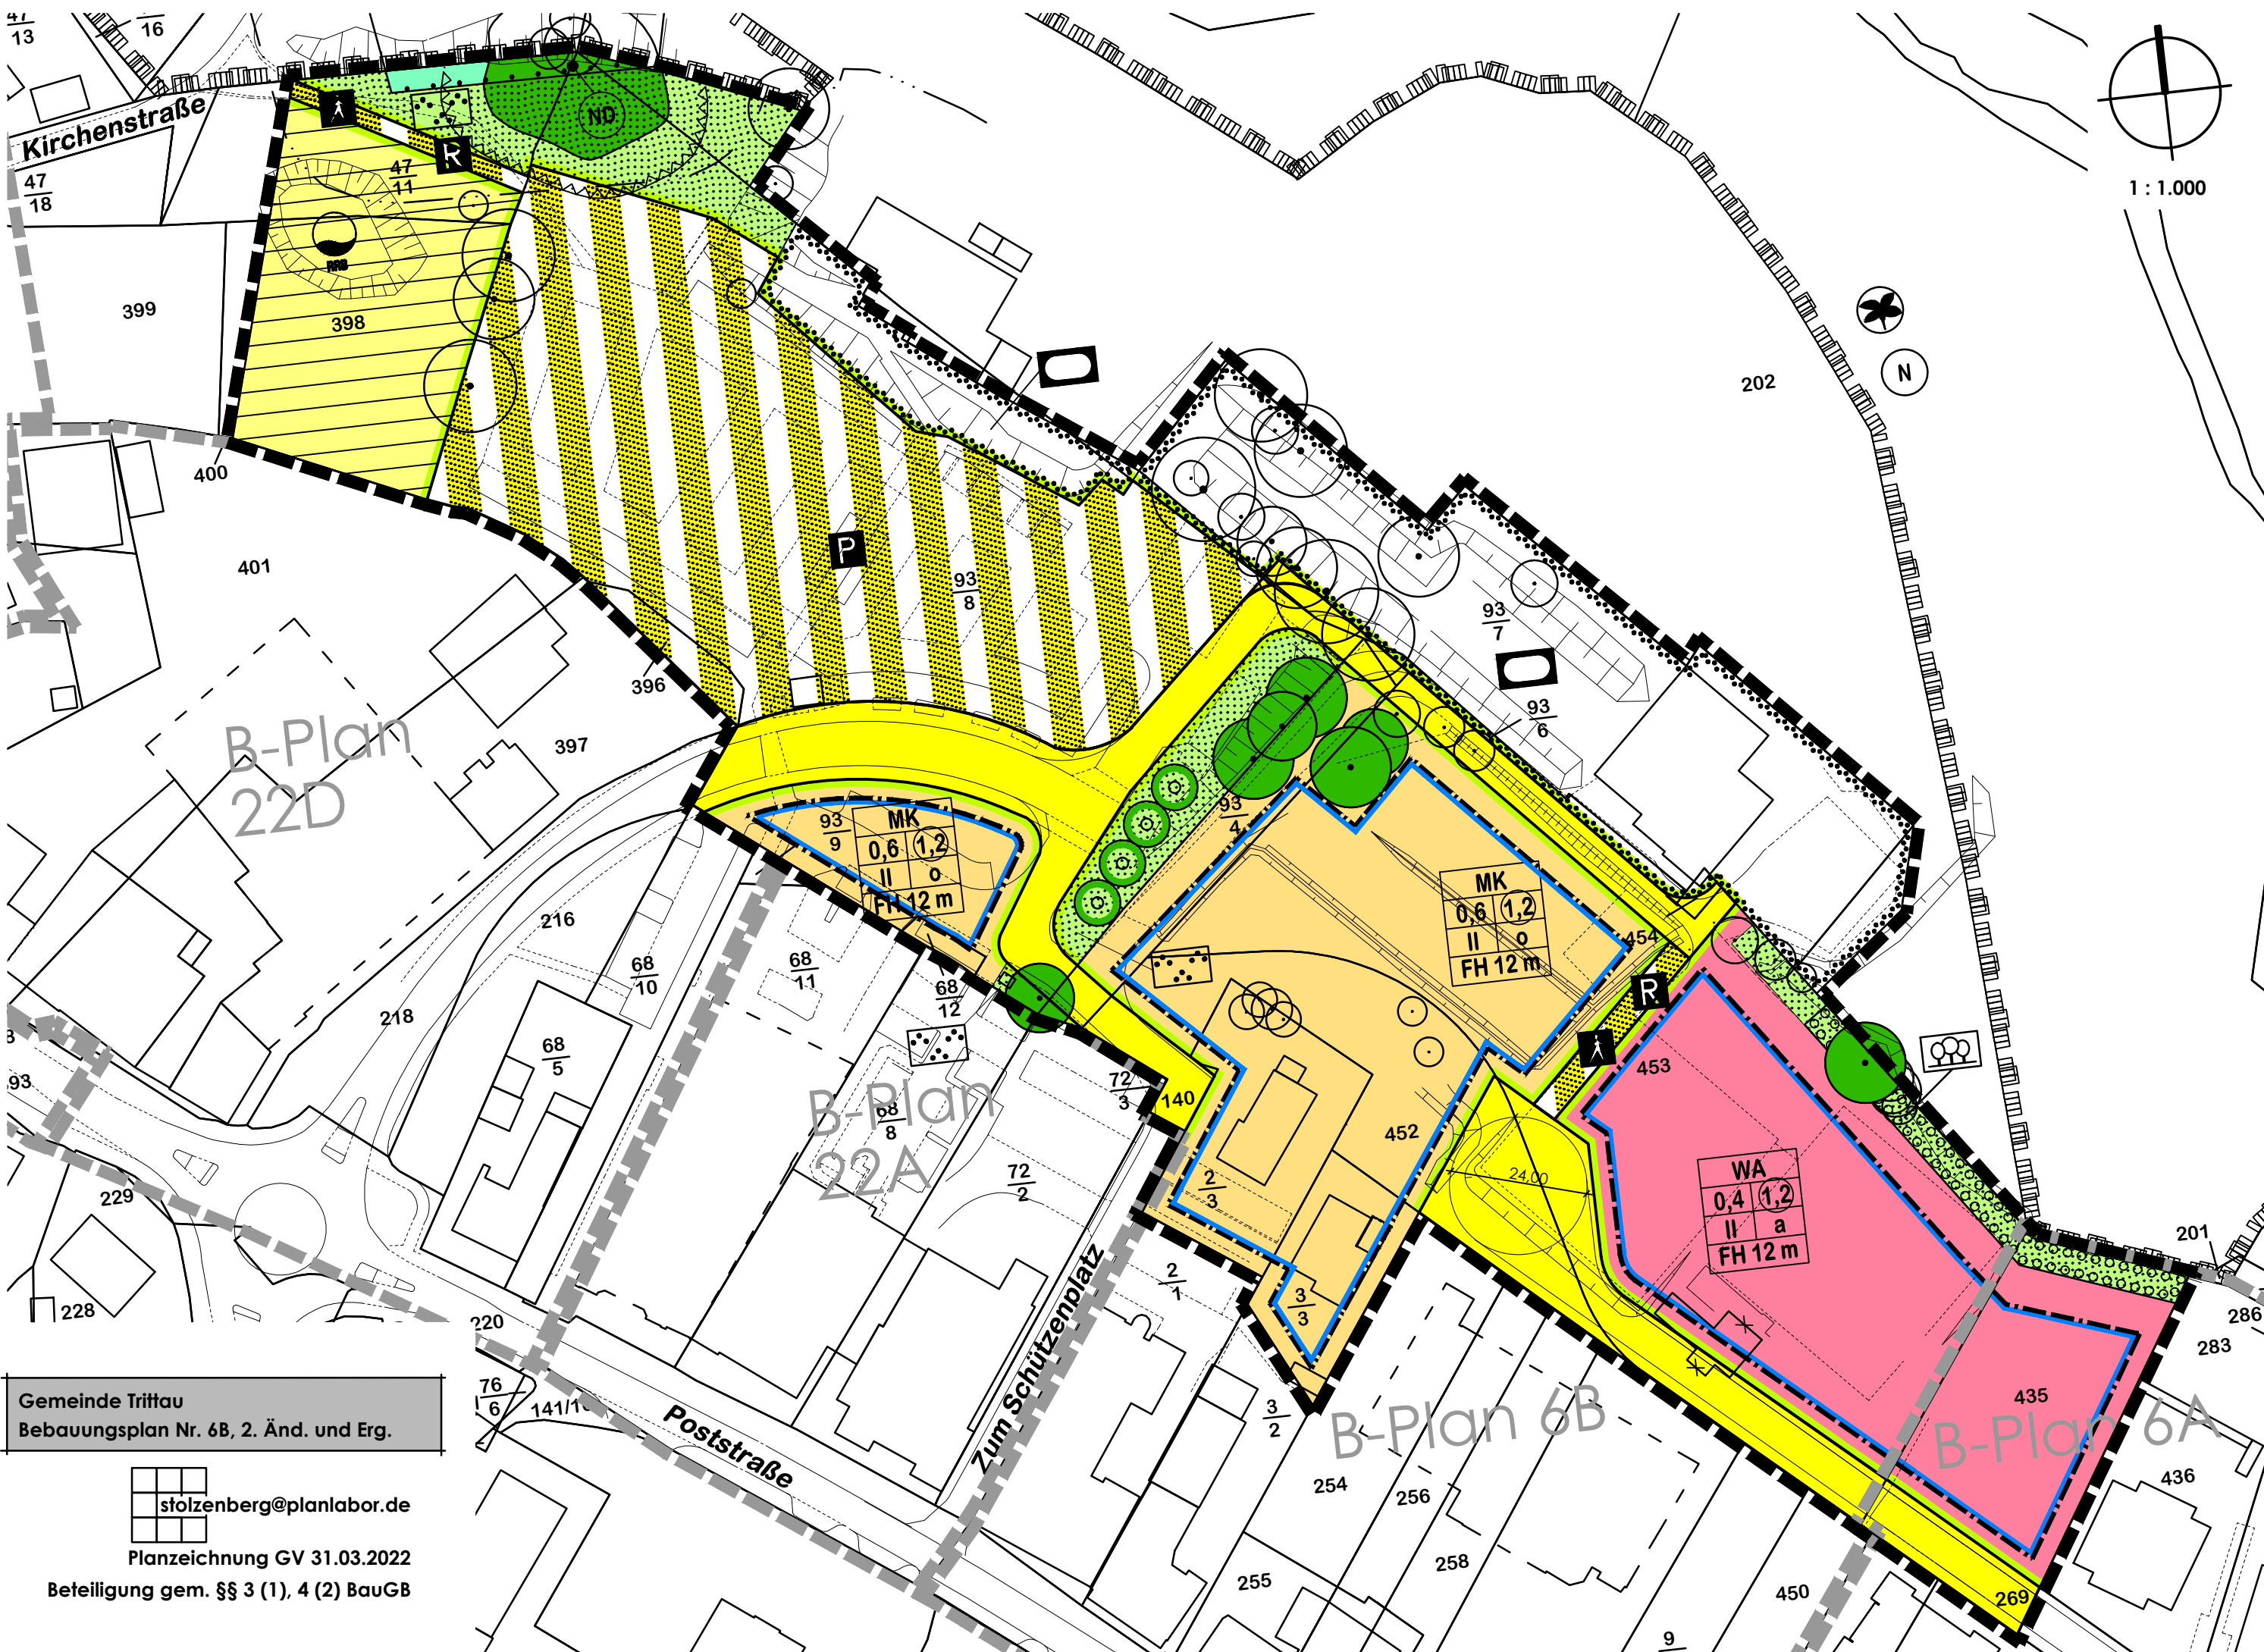 47
13
16
Kirchenstraße
47
18
47
11
ND
R
RRB
398
399
400
401
1 : 1.000
202
N
P
93
8
93
7
93
6
396
397
B-Plan
22D
93
9
MK
0,6 1,2
II o
FH 12 m
93
4
MK
0,6 1,2
II o
FH 12 m
454
R
216
218
68
10
68
11
68
12
68
5
68
8
B-Plan
22A
72
3
72
2
140
452
453
24,00
2
3
3
3
WA
0,4 1,2
II a
FH 12 m
93
229
228
220
2
1
3
2
Zum Schützenplatz
Poststraße
76
6
B-Plan 6B
B-Plan 6A
435
436
201
286
283
254
256
255
258
450
269
9
Gemeinde Trittau
Bebauungsplan Nr. 6B, 2. Änd. und Erg.
stolzenberg@planlabor.de
Planzeichnung GV 31.03.2022
Beteiligung gem. §§ 3 (1), 4 (2) BauGB